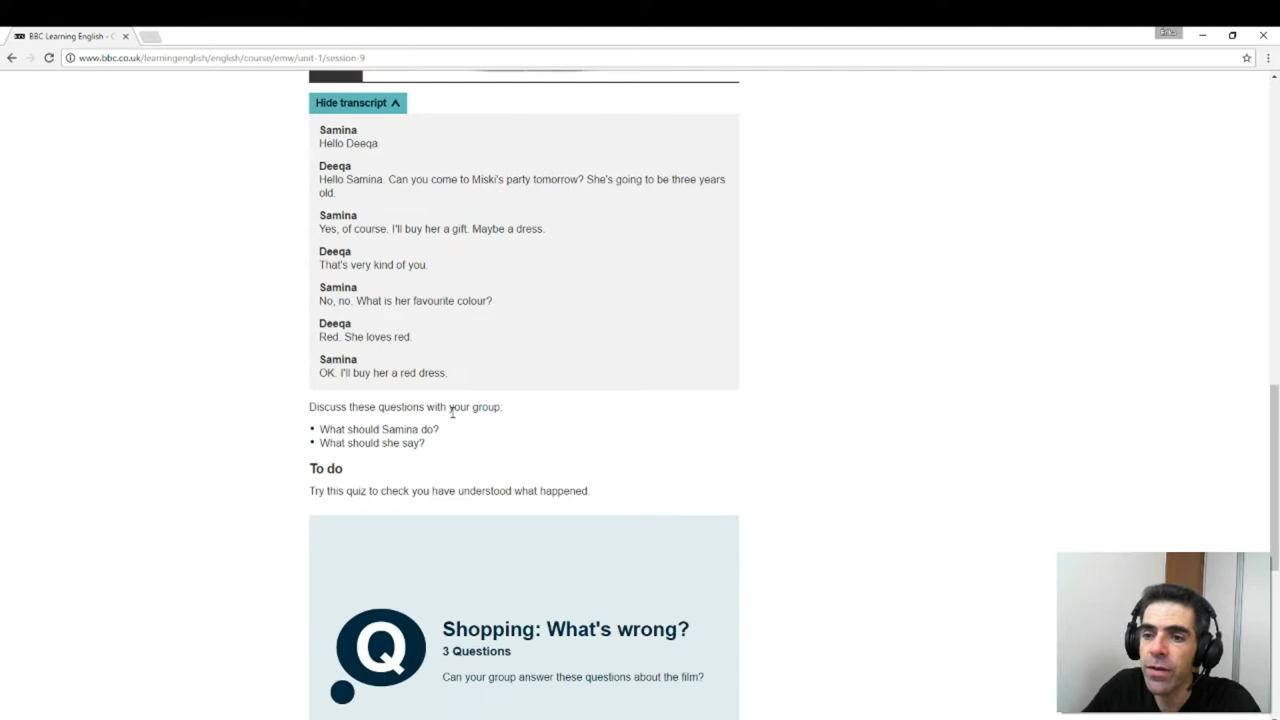 BBC Learning English - C
Erics
www.bbc.co.uk/learningenglish/english/course/emw/unit-1/session-9
Hide transcript
Samina
Hello Deeqa
Deeqa
Hello Samina. Can you come to Miski's party tomorrow? She's going to be three years
old.
Samina
Yes, of course. I'll buy her a gift. Maybe a dress.
Deeqa
That's very kind of you.
Samina
No, no. What is her favourite colour?
Deeqa
Red. She loves red.
Samina
OK. I'll buy her a red dress.
Discuss these questions with your group:
• What should Samina do?
• What should she say?
To do
Try this quiz to check you have understood what happened.
Q
Shopping: What's wrong?
3 Questions
Can your group answer these questions about the film?